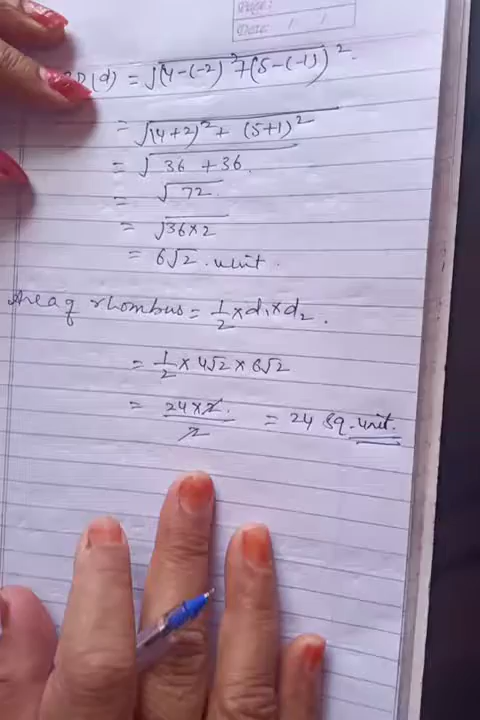 Page:
Date: / /
BD(d) = √(4-(-2)²+(5-(-1))²
= √(4+2)²+ (5+1)²
= √36 +36
= √72
= √36×2
= 6√2. unit.
Area of rhombus = 1/2 × d₁ × d₂.
= 1/2 × 4√2 × 6√2
= 24×2/2 = 24 sq. unit.